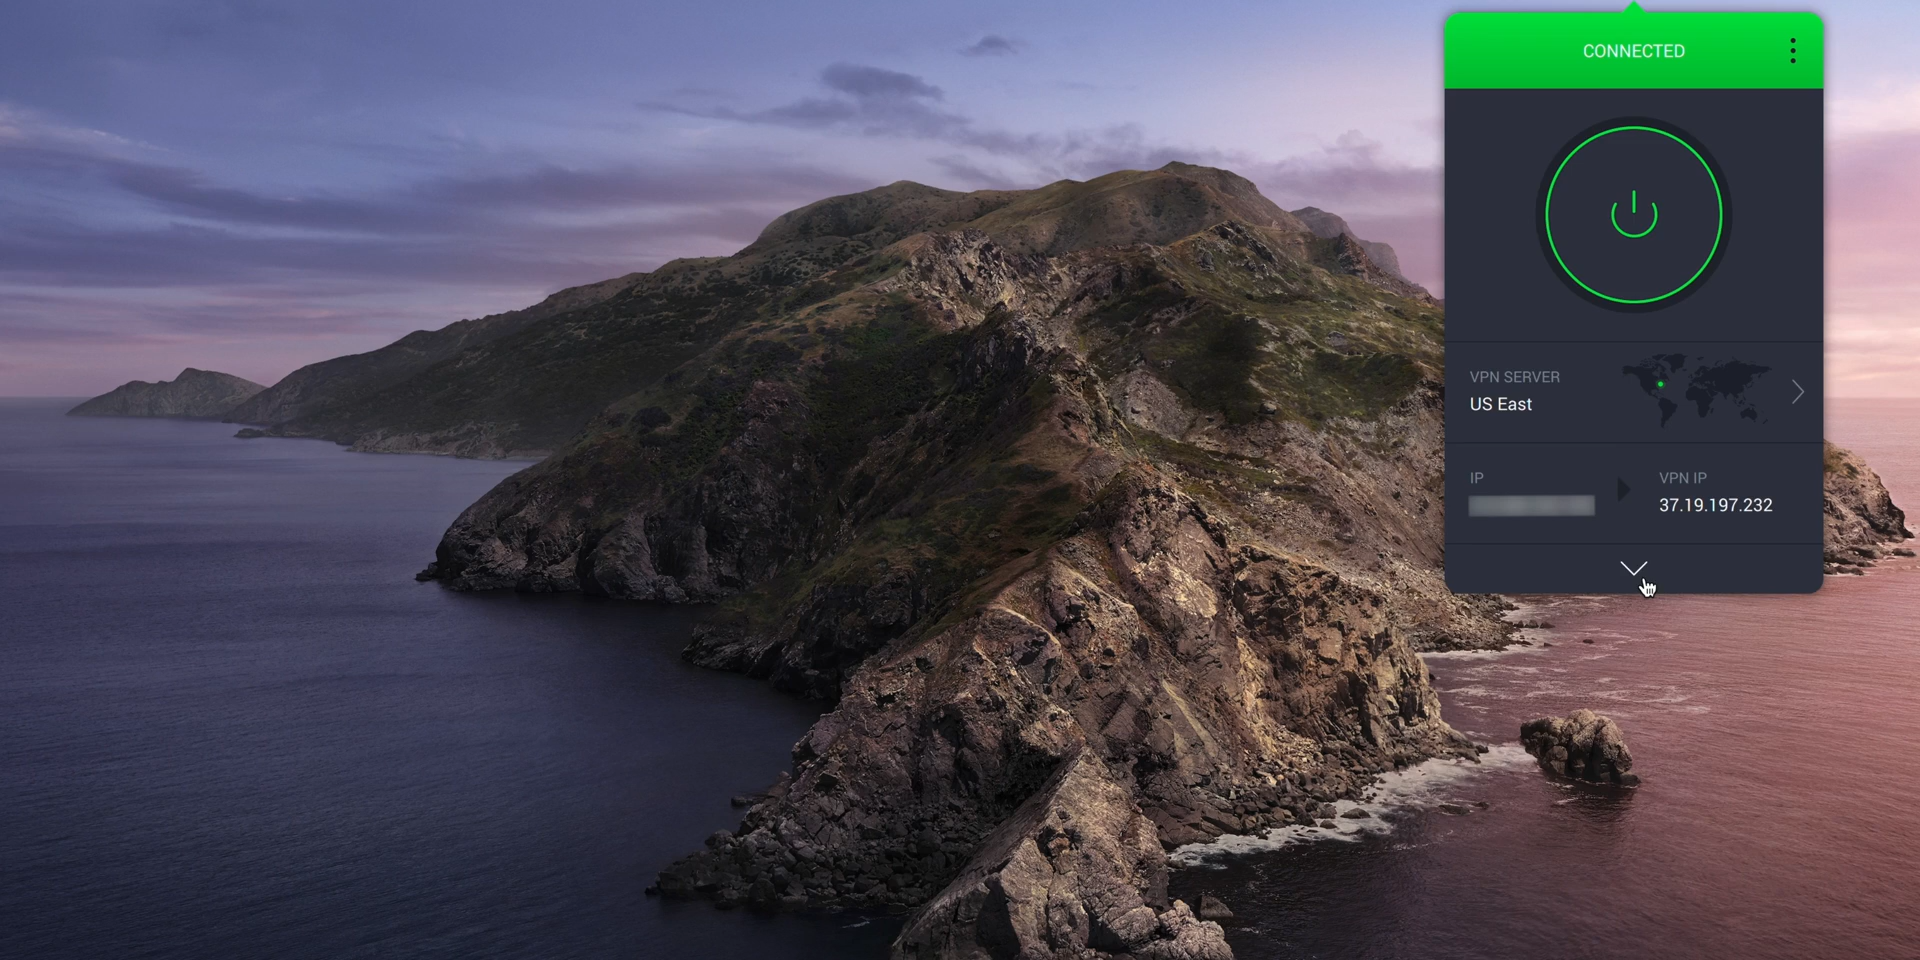 CONNECTED
VPN SERVER
US East
IP
VPN IP
37.19.197.232